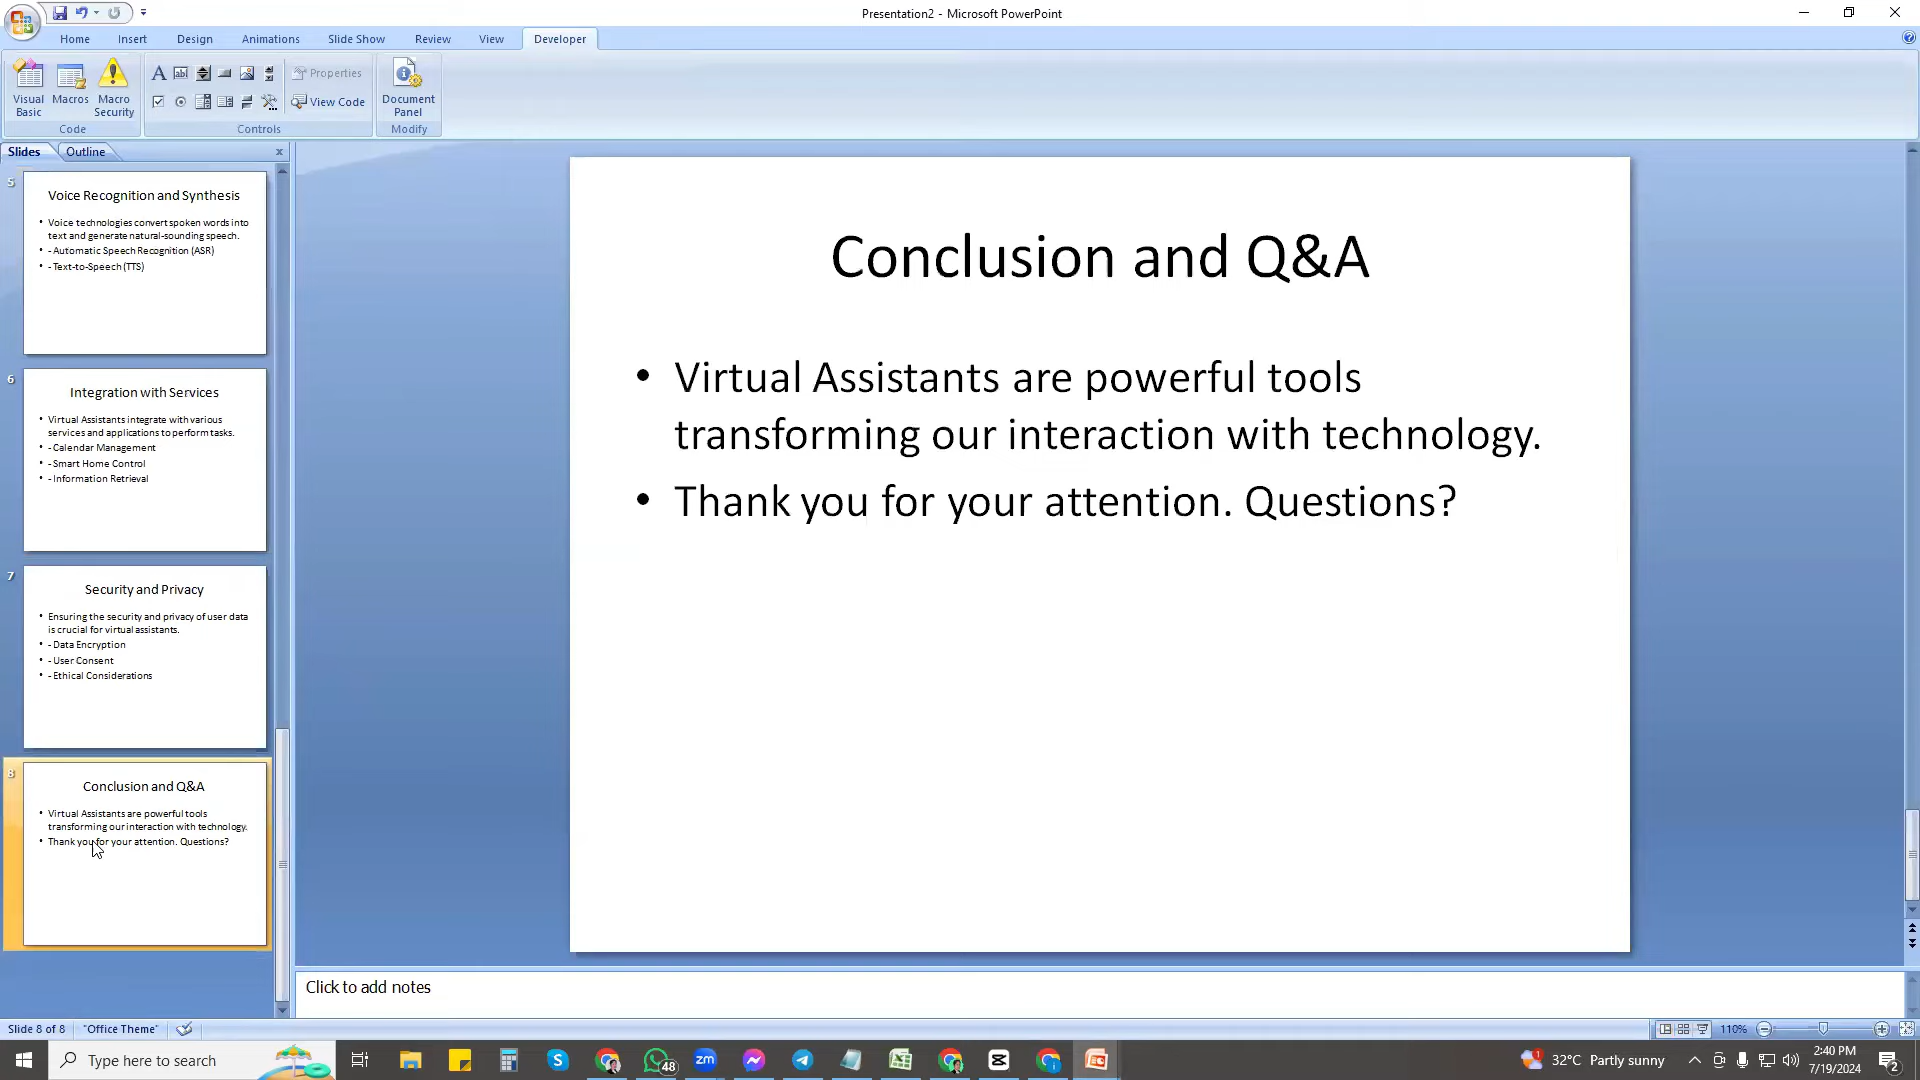 Presentation2 - Microsoft PowerPoint
Home Insert Design Animations Slide Show Review View Developer
Visual Basic
Macros
Macro Security
Code
A
ab|
Properties
View Code
Controls
Document Panel
Modify
Slides Outline x
5
Voice Recognition and Synthesis
• Voice technologies convert spoken words into
text and generate natural-sounding speech.
• - Automatic Speech Recognition (ASR)
• - Text-to-Speech (TTS)
6
Integration with Services
• Virtual Assistants integrate with various
services and applications to perform tasks.
• - Calendar Management
• - Smart Home Control
• - Information Retrieval
7
Security and Privacy
• Ensuring the security and privacy of user data
is crucial for virtual assistants.
• - Data Encryption
• - User Consent
• - Ethical Considerations
8
Conclusion and Q&A
• Virtual Assistants are powerful tools
transforming our interaction with technology.
• Thank you for your attention. Questions?
Conclusion and Q&A
• Virtual Assistants are powerful tools
transforming our interaction with technology.
• Thank you for your attention. Questions?
Click to add notes
Slide 8 of 8 "Office Theme" 110%
Type here to search
48
zm
1
32°C Partly sunny
2:40 PM
7/19/2024
2